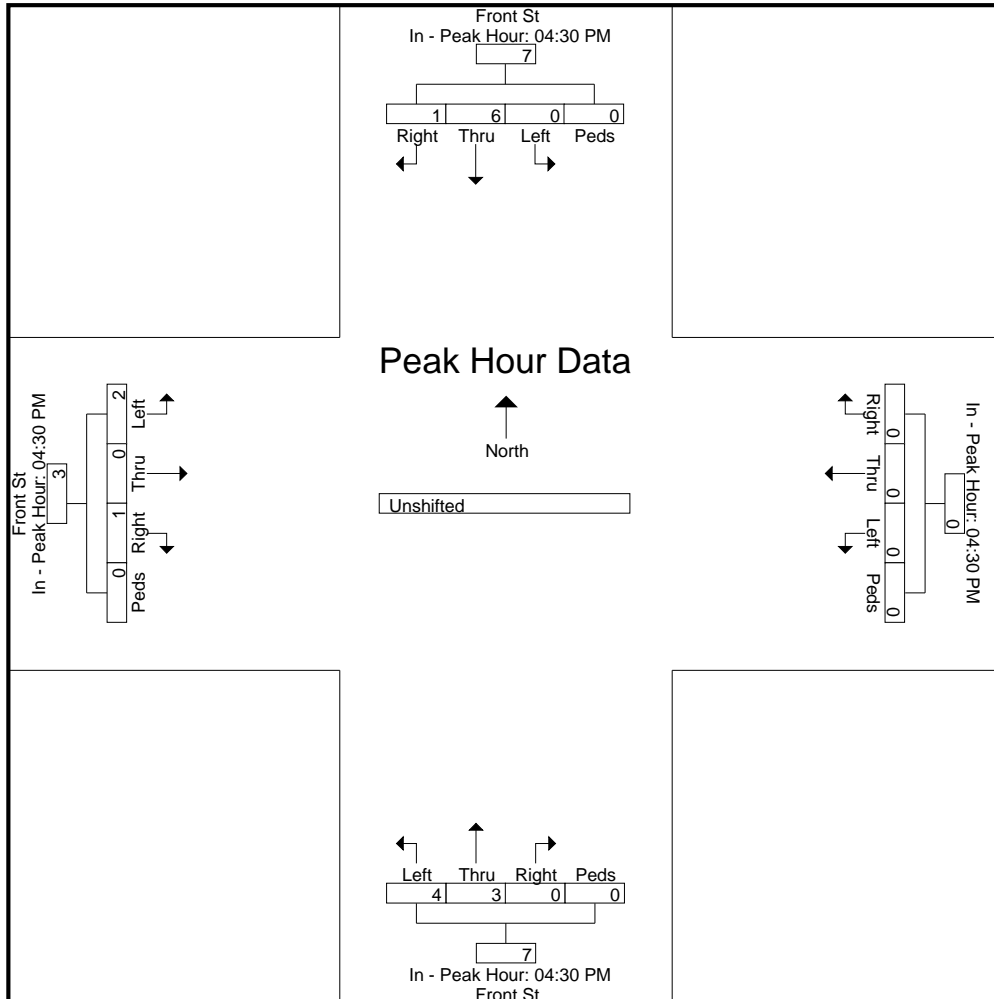 Front St
In - Peak Hour: 04:30 PM
7
1 6 0 0
Right Thru Left Peds
Peak Hour Data
North
Unshifted
Front St
In - Peak Hour: 04:30 PM
3
2 0 1 0
Left Thru Right Peds
In - Peak Hour: 04:30 PM
0
0 0 0 0
Right Thru Left Peds
Left Thru Right Peds
4 3 0 0
7
In - Peak Hour: 04:30 PM
Front St